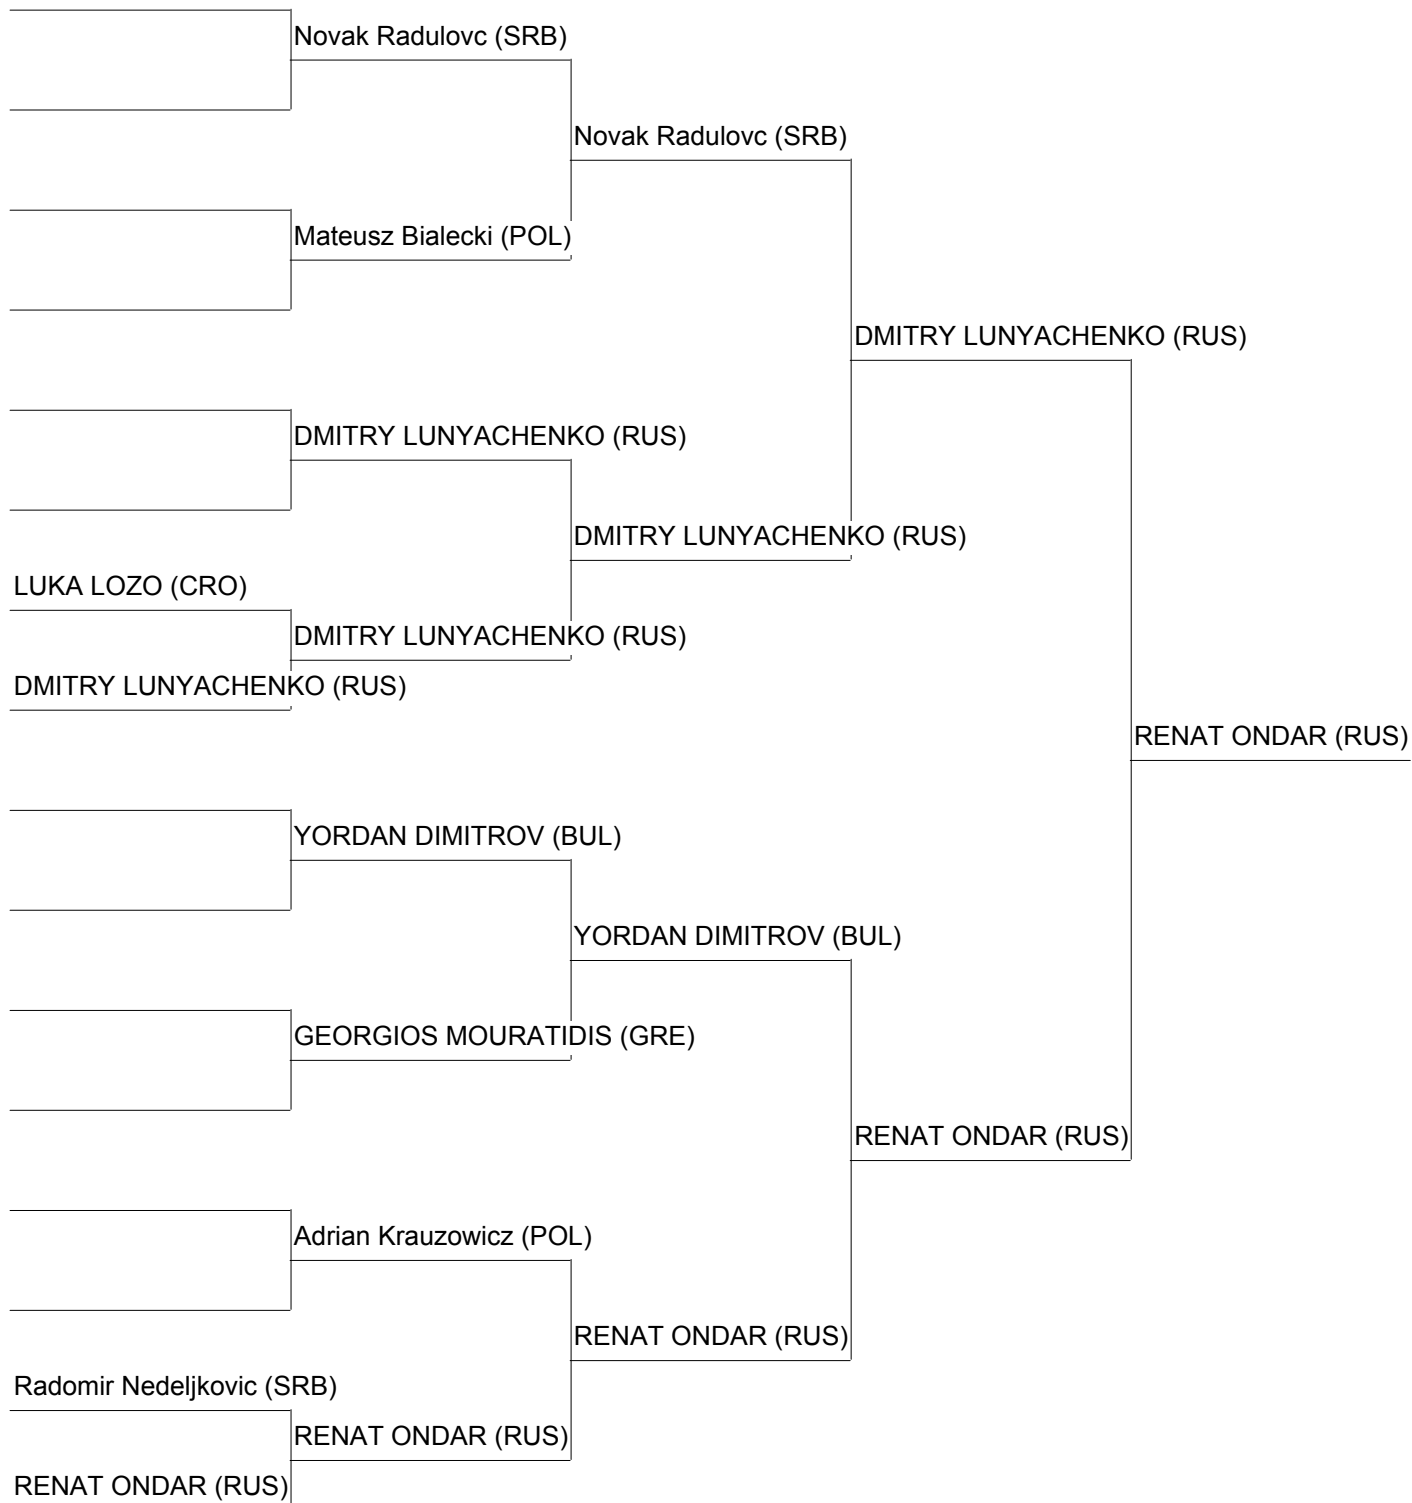 Novak Radulovc (SRB)
Novak Radulovc (SRB)
Mateusz Bialecki (POL)
DMITRY LUNYACHENKO (RUS)
DMITRY LUNYACHENKO (RUS)
DMITRY LUNYACHENKO (RUS)
LUKA LOZO (CRO)
DMITRY LUNYACHENKO (RUS)
DMITRY LUNYACHENKO (RUS)
RENAT ONDAR (RUS)
YORDAN DIMITROV (BUL)
YORDAN DIMITROV (BUL)
GEORGIOS MOURATIDIS (GRE)
RENAT ONDAR (RUS)
Adrian Krauzowicz (POL)
RENAT ONDAR (RUS)
Radomir Nedeljkovic (SRB)
RENAT ONDAR (RUS)
RENAT ONDAR (RUS)